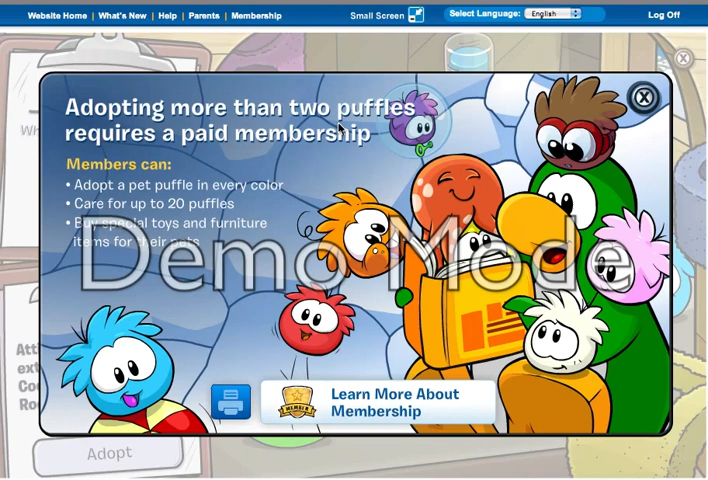 Website Home | What's New | Help | Parents | Membership
Small Screen
Select Language: English
Log Off
Adopting more than two puffles
requires a paid membership
Members can:
• Adopt a pet puffle in every color
• Care for up to 20 puffles
• Buy special toys and furniture
items for their pets
Demo Mode
MEMBER
Learn More About
Membership
Adopt